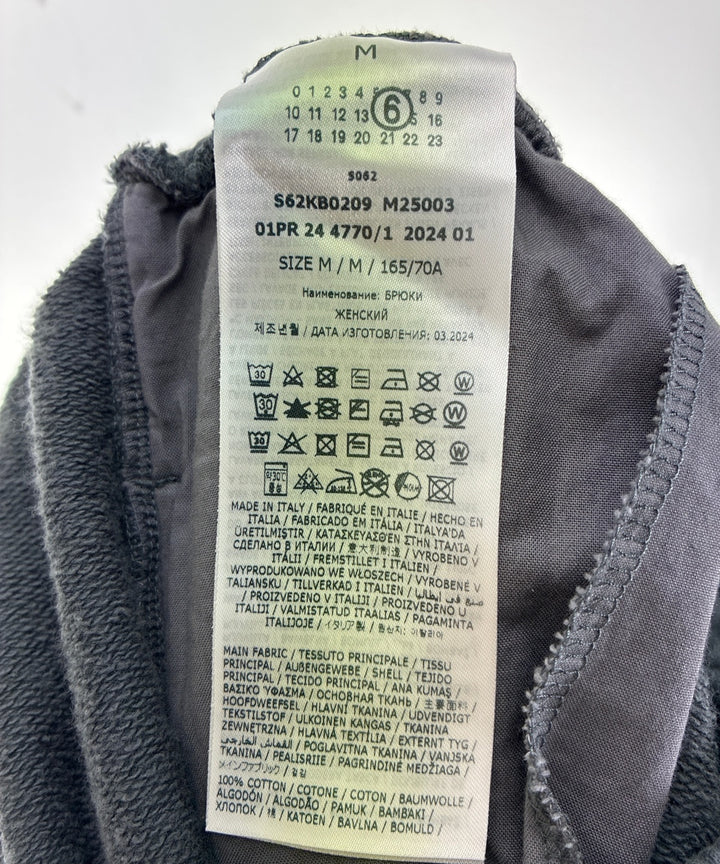 M
0 1 2 3 4 8 9
10 11 12 13 6 16
17 18 19 20 21 22 23
S062
S62KB0209 M25003
01PR 24 4770/1 2024 01
SIZE M / M / 165/70A
Наименование: БРЮКИ
ЖЕНСКИЙ
제조년월 / ДАТА ИЗГОТОВЛЕНИЯ: 03.2024
30 W
30 W
30 W
MADE IN ITALY / FABRIQUÉ EN ITALIE / HECHO EN
ITALIA / FABRICADO EM ITÁLIA / ITALYA'DA
ÜRETILMISTIR / ΚΑΤΑΣΚΕΥΑΣΘΗΚΕ ΣΤΗΝ ΙΤΑΛΙΑ /
СДЕЛАНО В ИТАЛИИ / 意大利制造 / VYROBENO V
ITÁLII / FREMSTILLET I ITALIEN /
WYPRODUKOWANO WE WŁOSZECH / VYROBENÉ V
TALIANSKU / TILLVERKAD I ITALIEN / صنع في ايطاليا
/ PROIZVEDENO V ITALIJI / PROIZVEDENO U
ITALIJI / VALMISTATUD ITAALIAS / PAGAMINTA
ITALIJOJE / イタリア製 / 원산지: 이탈리아
MAIN FABRIC / TESSUTO PRINCIPALE / TISSU
PRINCIPAL / AUßENGEWEBE / SHELL / TEJIDO
PRINCIPAL / TECIDO PRINCIPAL / ANA KUMAŞ /
ΒΑΣΙΚΟ ΥΦΑΣΜΑ / ОСНОВНАЯ ТКАНЬ / 主要面料 /
HOOFDWEEFSEL / HLAVNÍ TKANINA / UDVENDIGT
TEKSTILSTOF / ULKOINEN KANGAS / TKANINA
ZEWNĘTRZNA / HLAVNÁ TEXTÍLIA / EXTERNT TYG /
TKANINA / POGLAVITNA TKANINA / VANJSKA القماش الخارجي /
TKANINA / PEALISRIIE / PAGRINDINĖ MEDŽIAGA /
メインファブリック / 겉감
100% COTTON / COTONE / COTON / BAUMWOLLE /
ALGODÓN / ALGODÃO / PAMUK / ΒΑΜΒΑΚΙ /
ХЛОПОК / 棉 / KATOEN / BAVLNA / BOMULD /